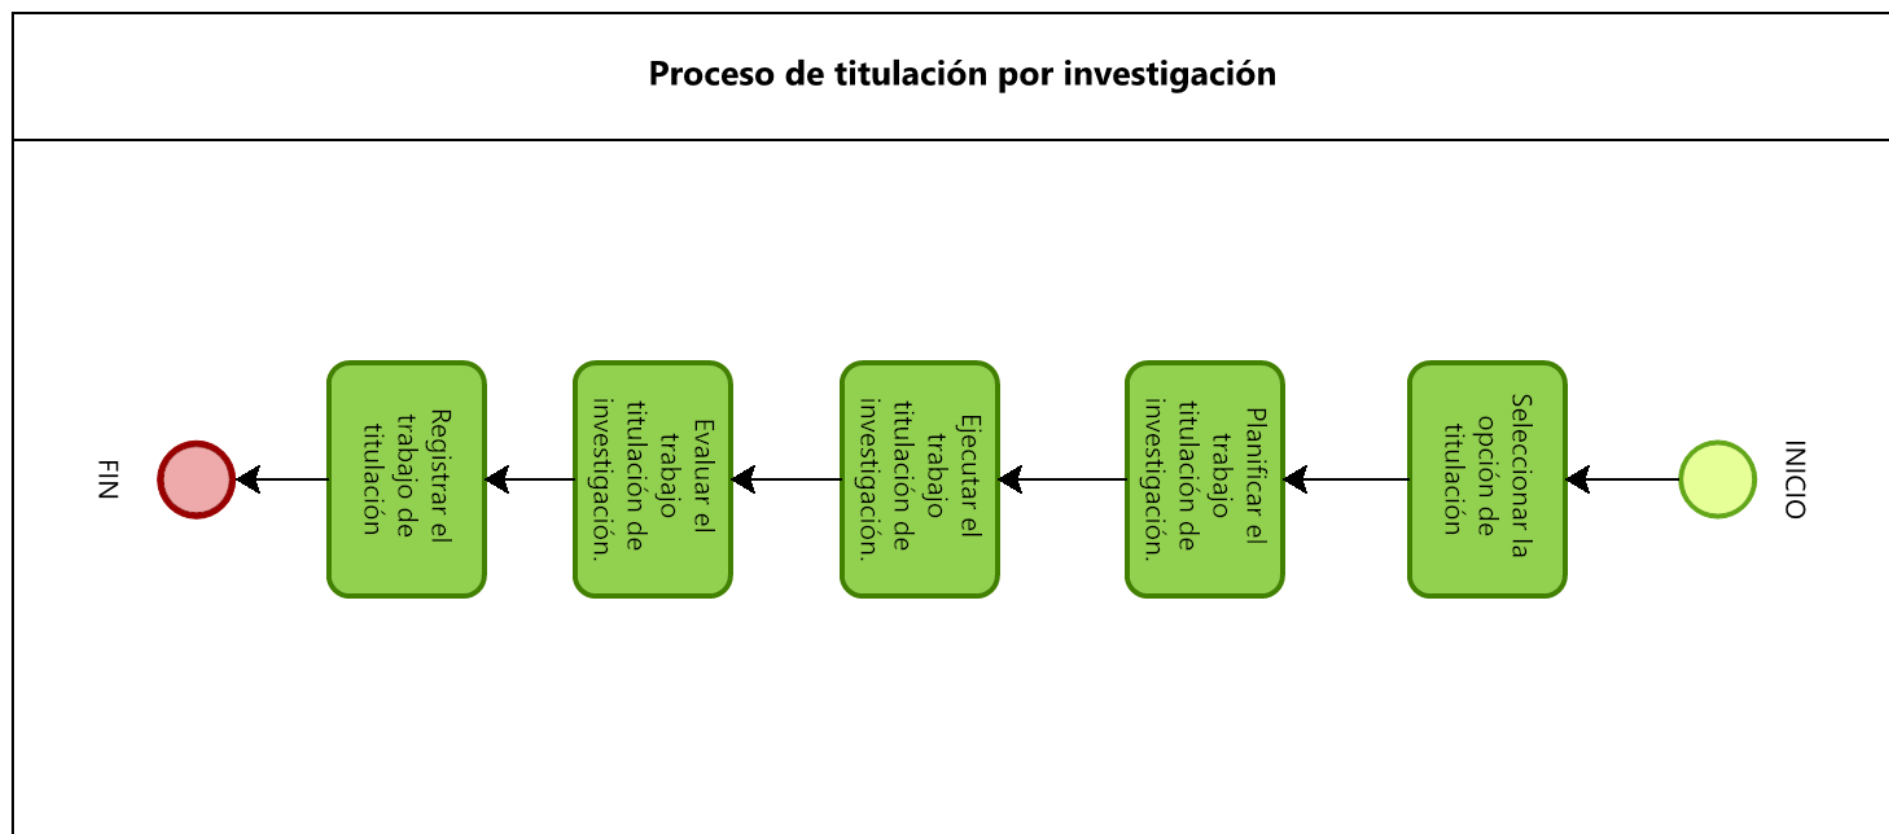 Proceso de titulación por investigación
INICIO
Seleccionar la
opción de
titulación
Planificar el
trabajo
titulación de
investigación.
Ejecutar el
trabajo
titulación de
investigación.
Evaluar el
trabajo
titulación de
investigación.
Registrar el
trabajo de
titulación
FIN